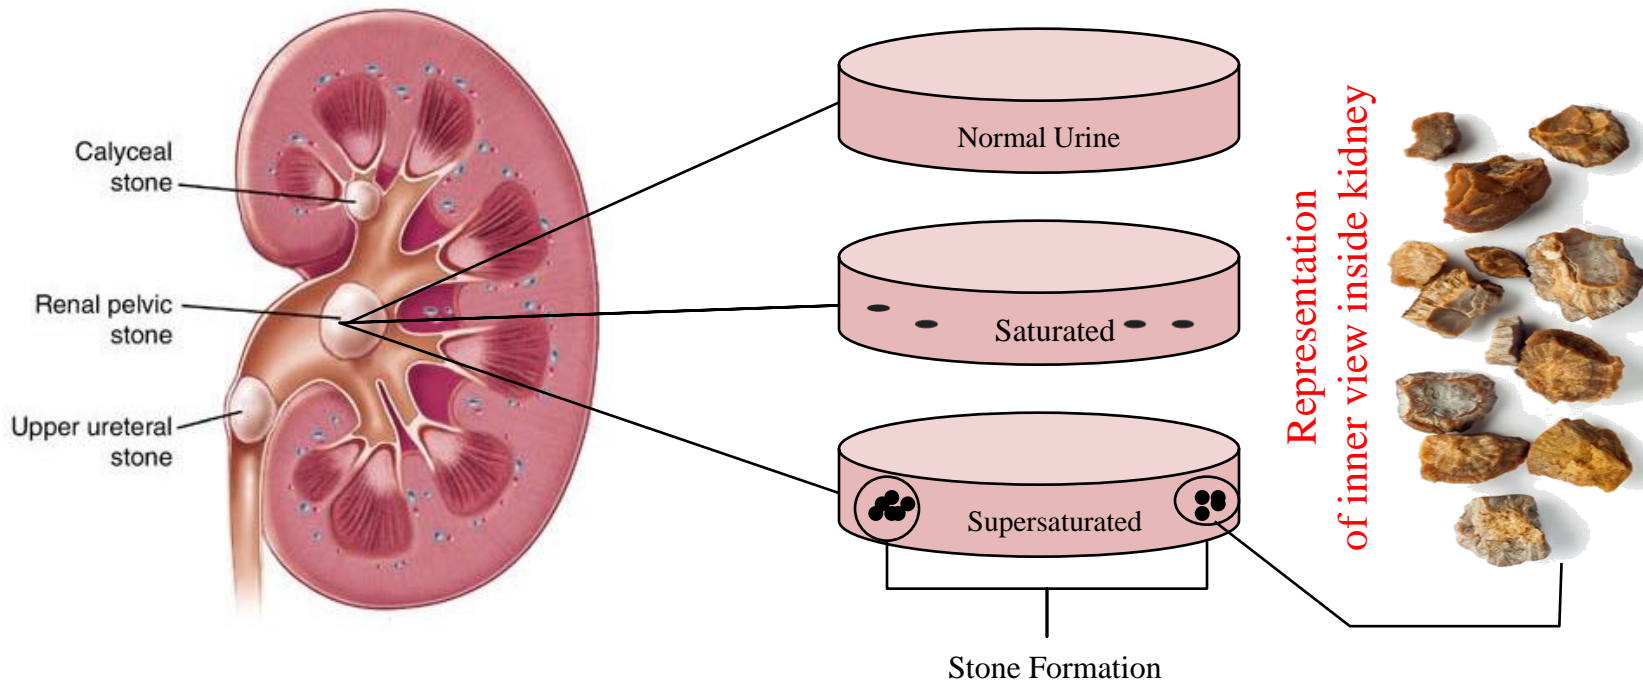 Calyceal
stone
Renal pelvic
stone
Upper ureteral
stone
Normal Urine
Saturated
Supersaturated
Stone Formation
Representation
of inner view inside kidney